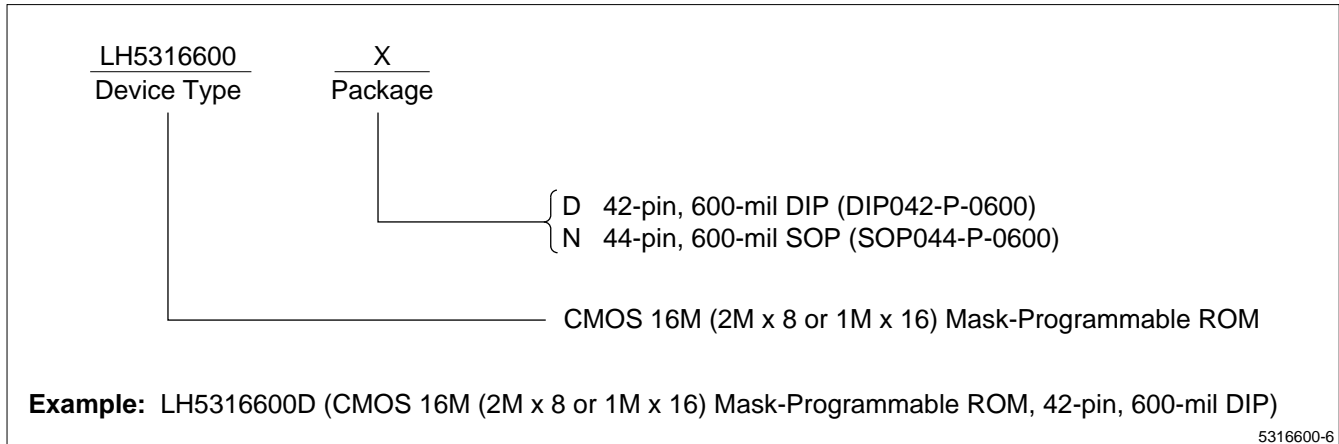 LH5316600 X
Device Type Package
D 42-pin, 600-mil DIP (DIP042-P-0600)
N 44-pin, 600-mil SOP (SOP044-P-0600)
CMOS 16M (2M x 8 or 1M x 16) Mask-Programmable ROM
Example: LH5316600D (CMOS 16M (2M x 8 or 1M x 16) Mask-Programmable ROM, 42-pin, 600-mil DIP)
5316600-6